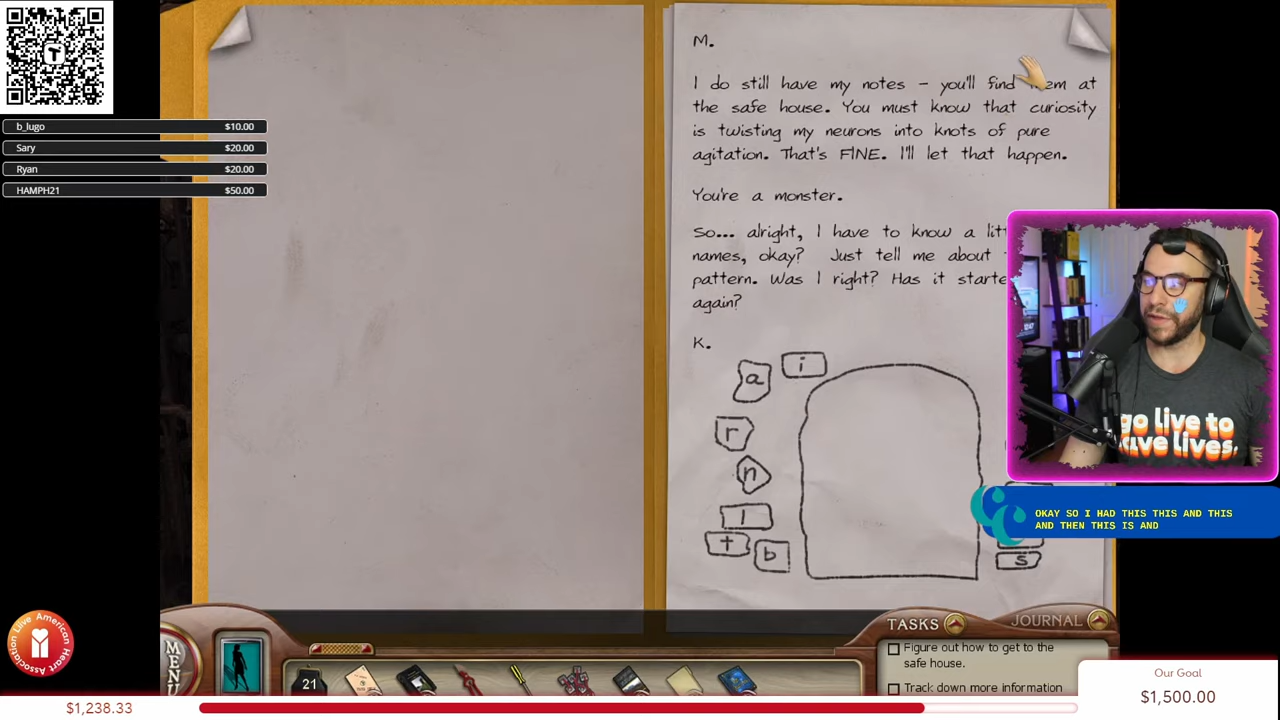 b_lugo $10.00
Sary $20.00
Ryan $20.00
HAMPH21 $50.00
M.
I do still have my notes - you'll find at
the safe house. You must know that curiosity
is twisting my neurons into knots of pure
agitation. That's FINE. I'll let that happen.
You're a monster.
So... alright, I have to know a
names, okay? Just tell me about
pattern. Was I right? Has it
again?
K.
i
a
r
n
l
t
b
s
go live to
save lives.
OKAY SO I HAD THIS THIS AND THIS
AND THEN THIS IS AND
MENU
21
TASKS
JOURNAL
Figure out how to get to the
safe house.
Track down more information
Live American Heart Association
$1,238.33
Our Goal
$1,500.00